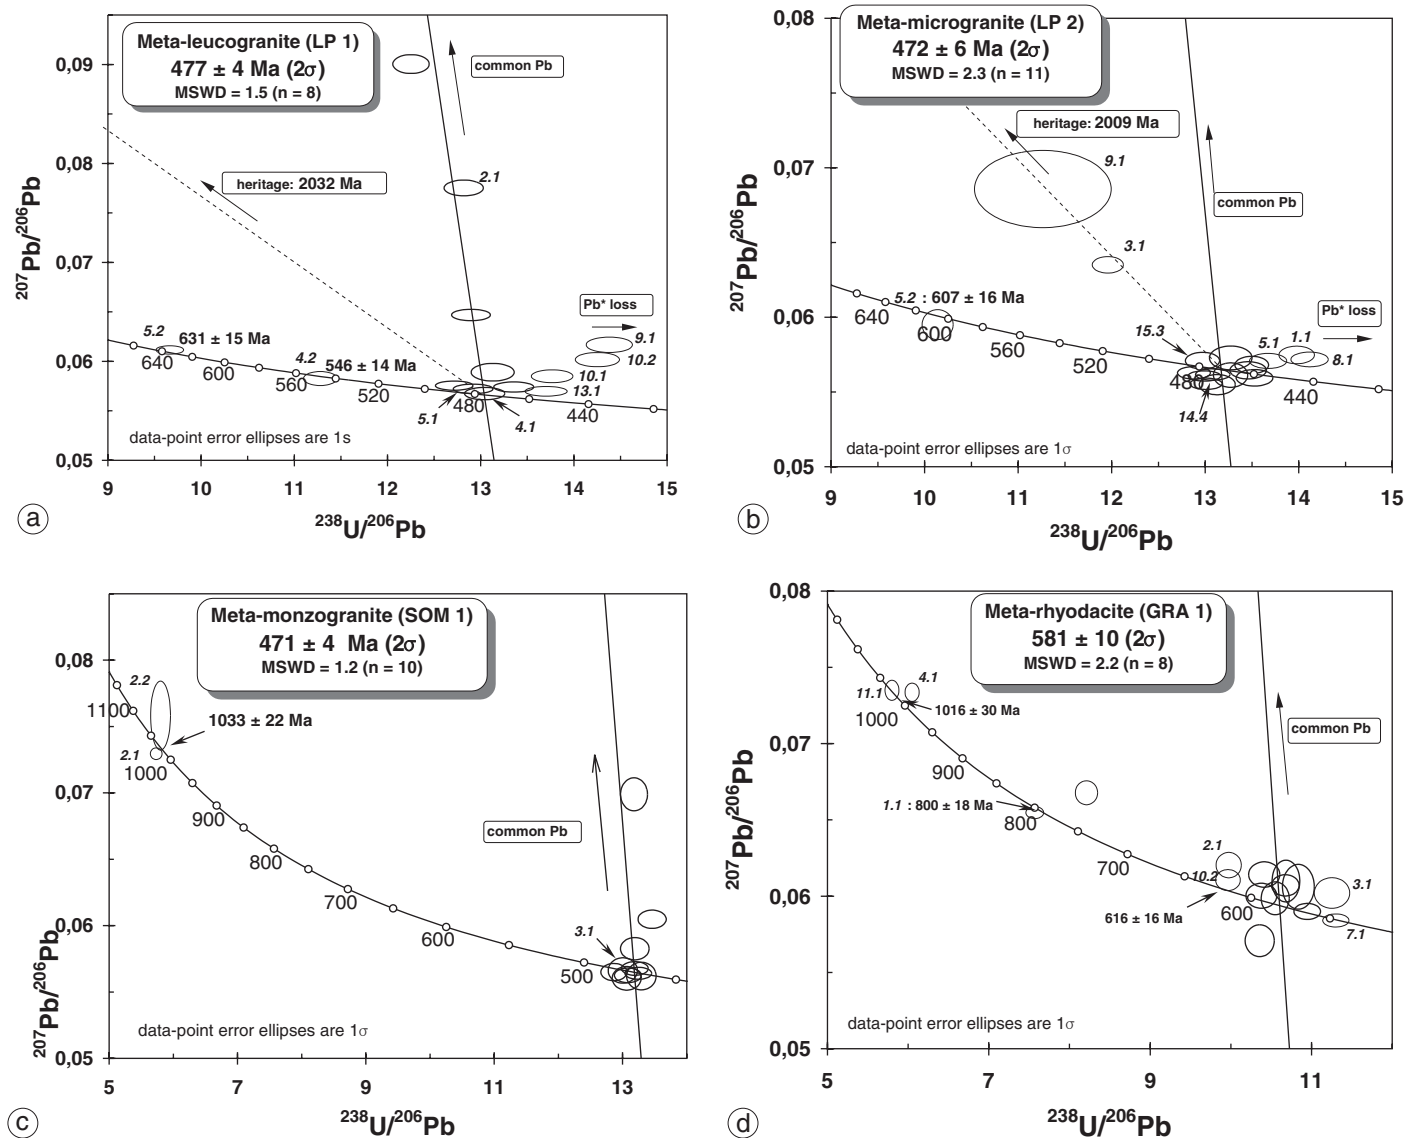 Meta-leucogranite (LP 1)
477 ± 4 Ma (2σ)
MSWD = 1.5 (n = 8)
common Pb
2.1
heritage: 2032 Ma
Pb* loss
9.1
10.2
10.1
13.1
5.2
631 ± 15 Ma
4.2
546 ± 14 Ma
640
600
560
520
480
440
5.1
4.1
data-point error ellipses are 1s
0,09
0,08
0,07
0,06
0,05
9
10
11
12
13
14
15
207Pb/206Pb
238U/206Pb
a
Meta-microgranite (LP 2)
472 ± 6 Ma (2σ)
MSWD = 2.3 (n = 11)
heritage: 2009 Ma
9.1
common Pb
3.1
5.2 : 607 ± 16 Ma
Pb* loss
15.3
5.1
1.1
8.1
640
600
560
520
480
440
14.4
data-point error ellipses are 1σ
0,08
0,07
0,06
0,05
9
10
11
12
13
14
15
207Pb/206Pb
238U/206Pb
b
Meta-monzogranite (SOM 1)
471 ± 4 Ma (2σ)
MSWD = 1.2 (n = 10)
2.2
1100
1033 ± 22 Ma
2.1
1000
900
800
700
600
500
common Pb
3.1
data-point error ellipses are 1σ
0,08
0,07
0,06
0,05
5
7
9
11
13
207Pb/206Pb
238U/206Pb
c
Meta-rhyodacite (GRA 1)
581 ± 10 (2σ)
MSWD = 2.2 (n = 8)
4.1
11.1
1016 ± 30 Ma
1000
common Pb
900
1.1 : 800 ± 18 Ma
800
2.1
700
10.2
3.1
616 ± 16 Ma
600
7.1
data-point error ellipses are 1σ
0,08
0,07
0,06
0,05
5
7
9
11
207Pb/206Pb
238U/206Pb
d